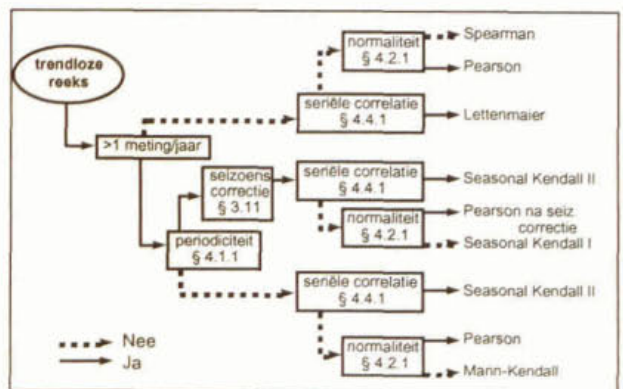 trendloze
reeks
>1 meting/jaar
normaliteit
§ 4.2.1
Spearman
Pearson
seriële correlatie
§ 4.4.1
Lettenmaier
seizoens
correctie
§ 3.11
seriële correlatie
§ 4.4.1
Seasonal Kendall II
normaliteit
§ 4.2.1
Pearson na seiz
correctie
Seasonal Kendall I
periodiciteit
§ 4.1.1
seriële correlatie
§ 4.4.1
Seasonal Kendall II
normaliteit
§ 4.2.1
Pearson
Mann-Kendall
Nee
Ja